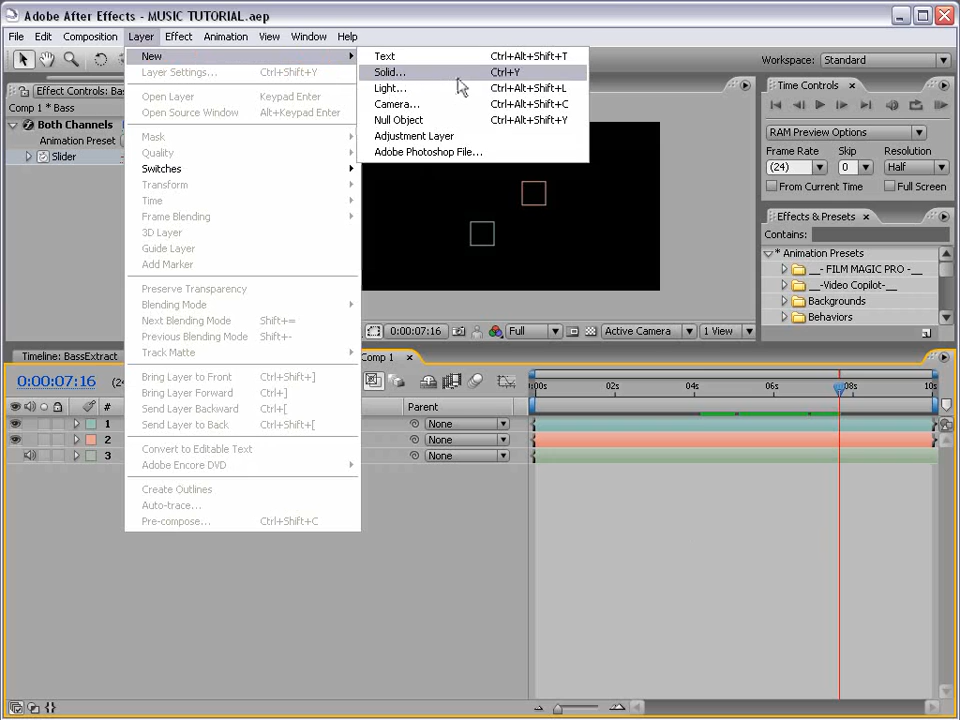 Adobe After Effects - MUSIC TUTORIAL.aep
File Edit Composition Layer Effect Animation View Window Help
Workspace: Standard
New
Layer Settings... Ctrl+Shift+Y
Open Layer Keypad Enter
Open Source Window Alt+Keypad Enter
Mask
Quality
Switches
Transform
Time
Frame Blending
3D Layer
Guide Layer
Add Marker
Preserve Transparency
Blending Mode
Next Blending Mode Shift+=
Previous Blending Mode Shift+-
Track Matte
Bring Layer to Front Ctrl+Shift+]
Bring Layer Forward Ctrl+]
Send Layer Backward Ctrl+[
Send Layer to Back Ctrl+Shift+[
Convert to Editable Text
Adobe Encore DVD
Create Outlines
Auto-trace...
Pre-compose... Ctrl+Shift+C
Text Ctrl+Alt+Shift+T
Solid... Ctrl+Y
Light... Ctrl+Alt+Shift+L
Camera... Ctrl+Alt+Shift+C
Null Object Ctrl+Alt+Shift+Y
Adjustment Layer
Adobe Photoshop File...
Effect Controls: Bas
Comp 1 * Bass
Both Channels
Animation Preset
Slider
Time Controls
RAM Preview Options
Frame Rate Skip Resolution
(24) 0 Half
From Current Time Full Screen
Effects & Presets
Contains:
* Animation Presets
__- FILM MAGIC PRO -__
__-Video Copilot-__
Backgrounds
Behaviors
0:00:07:16 Full Active Camera 1 View
Timeline: BassExtract Comp 1
0:00:07:16 (24
:00s 02s 04s 06s 08s 10s
# Parent
1 None
2 None
3 None